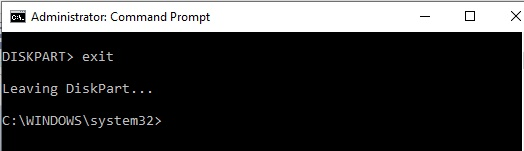 Administrator: Command Prompt
DISKPART> exit
Leaving DiskPart...
C:\WINDOWS\system32>